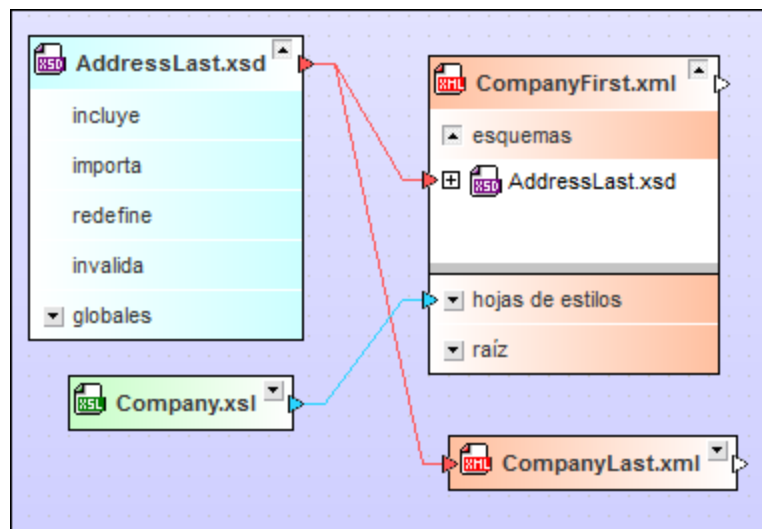 XSD AddressLast.xsd
incluye
importa
redefine
invalida
globales
XSL Company.xsl
XML CompanyFirst.xml
esquemas
XSD AddressLast.xsd
hojas de estilos
raíz
XML CompanyLast.xml